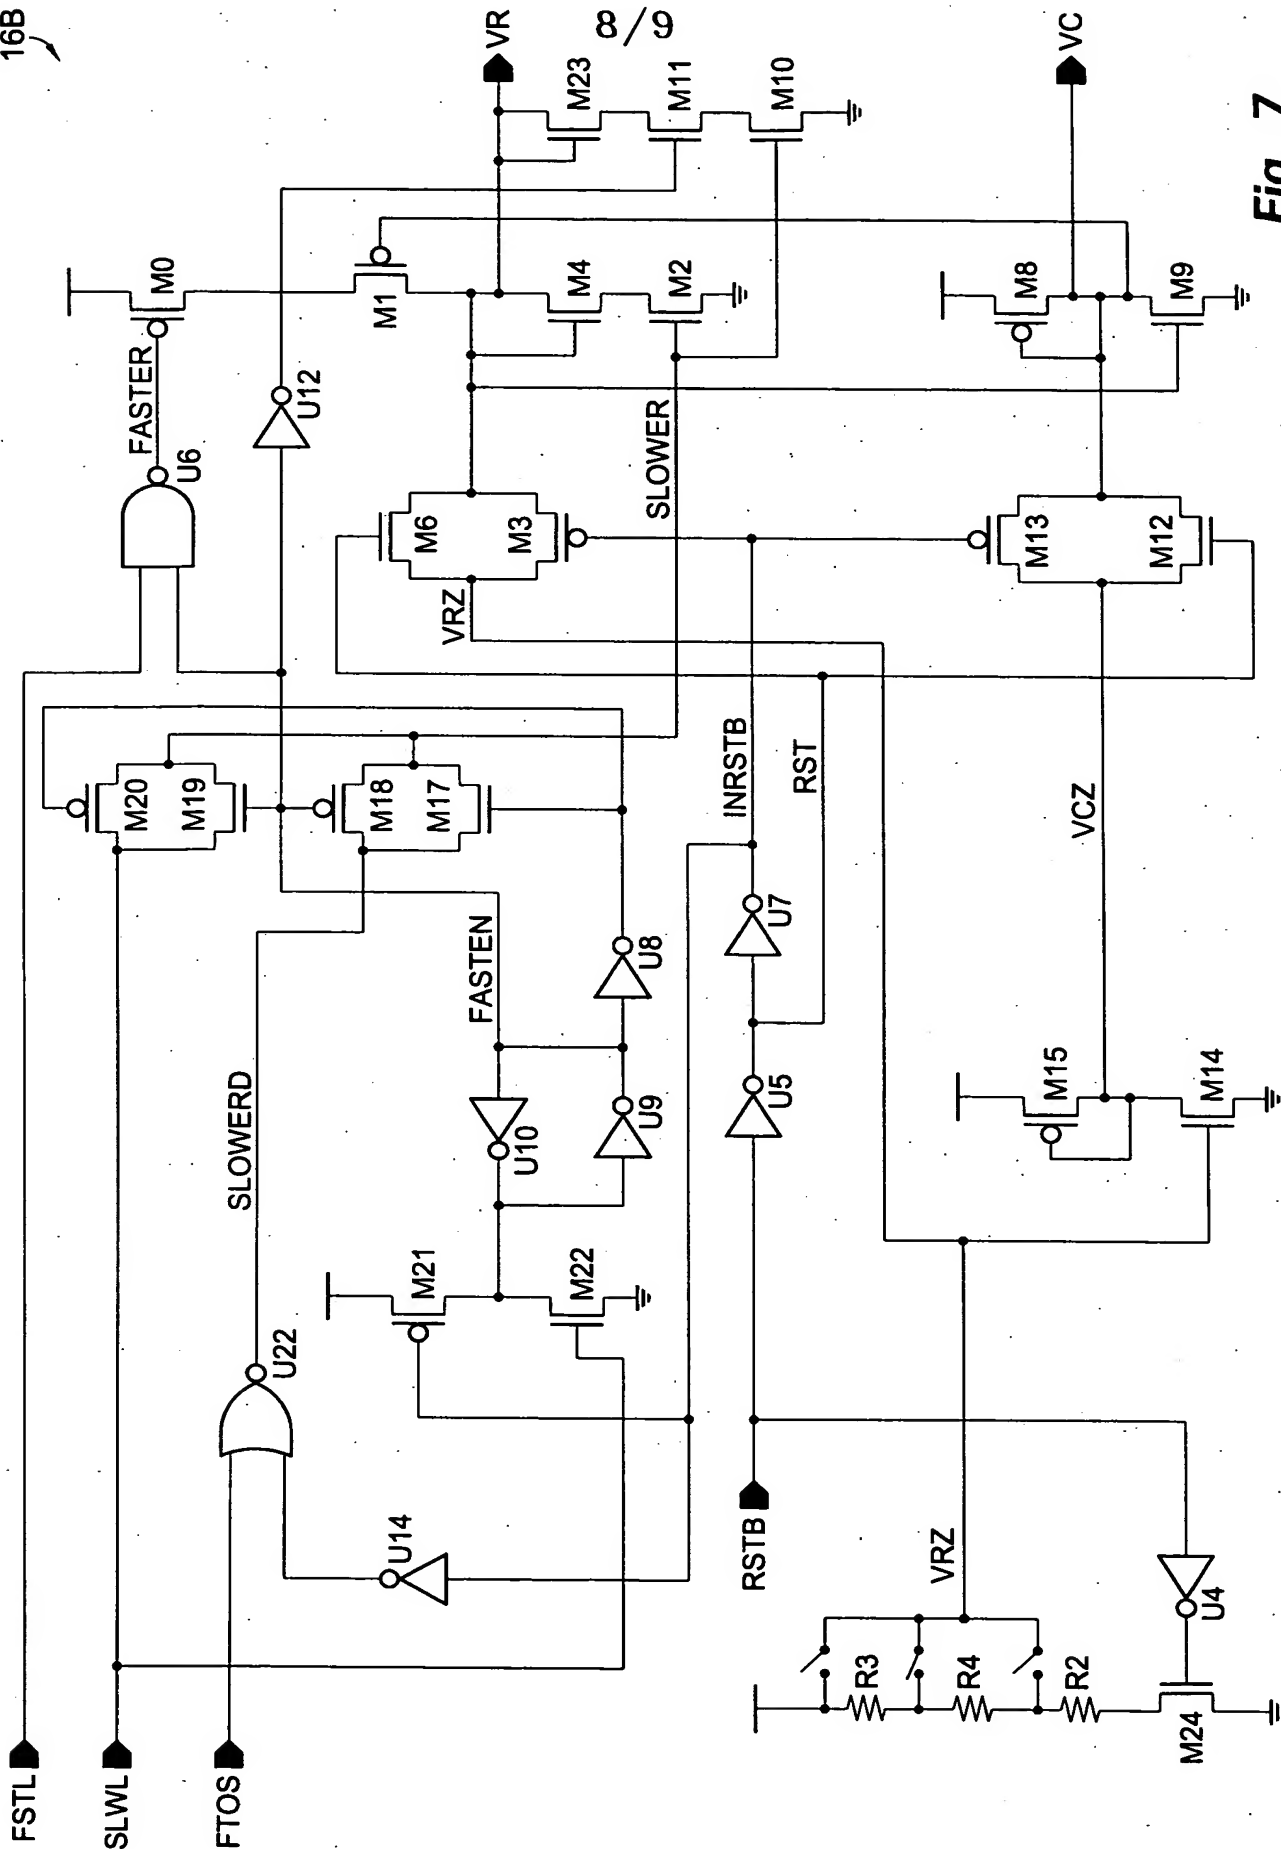 16B
8/9
VR
VC
Fig. 7
M23
M11
M10
M0
M1
M4
M2
M8
M9
FASTER
U12
U6
SLOWER
M6
M3
M13
M12
VRZ
M20
M19
M18
M17
INRSTB
RST
VCZ
FASTEN
U8
U7
SLOWERD
U10
U9
U5
M15
M14
M21
M22
U22
U14
RSTB
VRZ
U4
R3
R4
R2
M24
FSTL
SLWL
FTOS